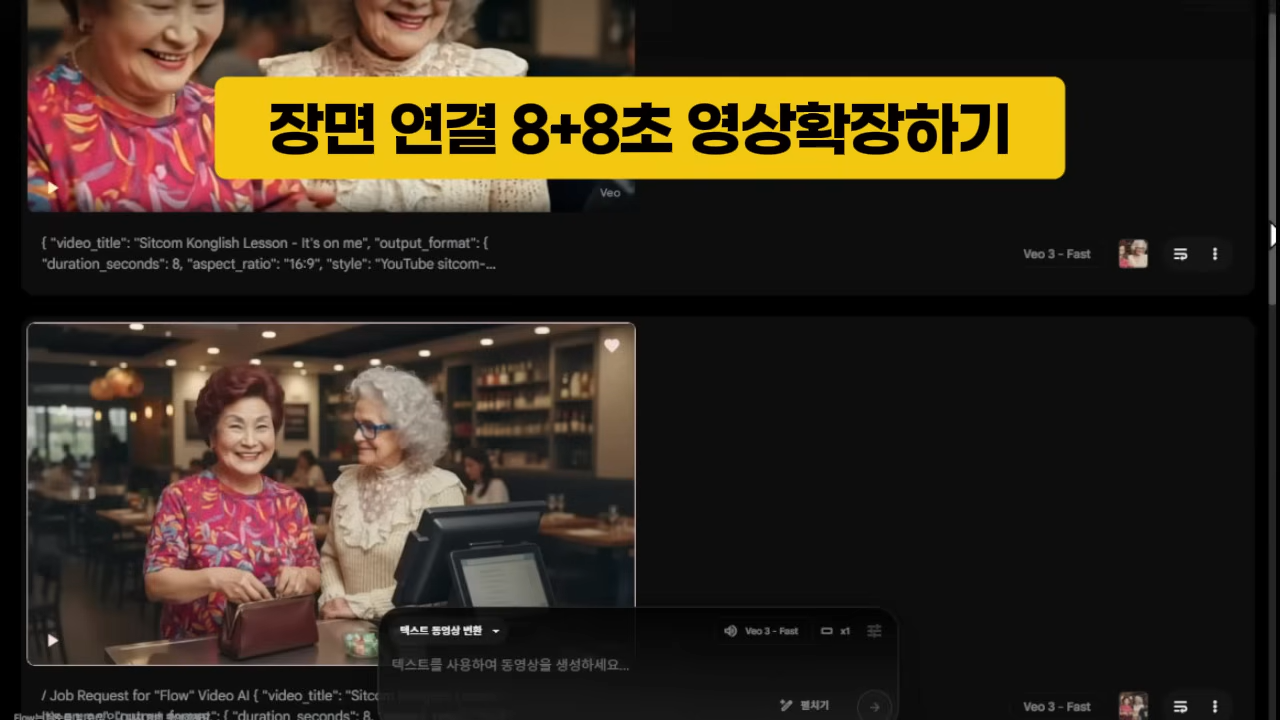 장면 연결 8+8초 영상확장하기
Veo
{ "video_title": "Sitcom Konglish Lesson - It's on me", "output_format": {
"duration_seconds": 8, "aspect_ratio": "16:9", "style": "YouTube sitcom-...
Veo 3 - Fast
텍스트 동영상 변환
Veo 3 - Fast
x1
텍스트를 사용하여 동영상을 생성하세요...
펼치기
/ Job Request for "Flow" Video AI { "video_title": "Sitcom
"output_format": { "duration_seconds": 8,
Veo 3 - Fast